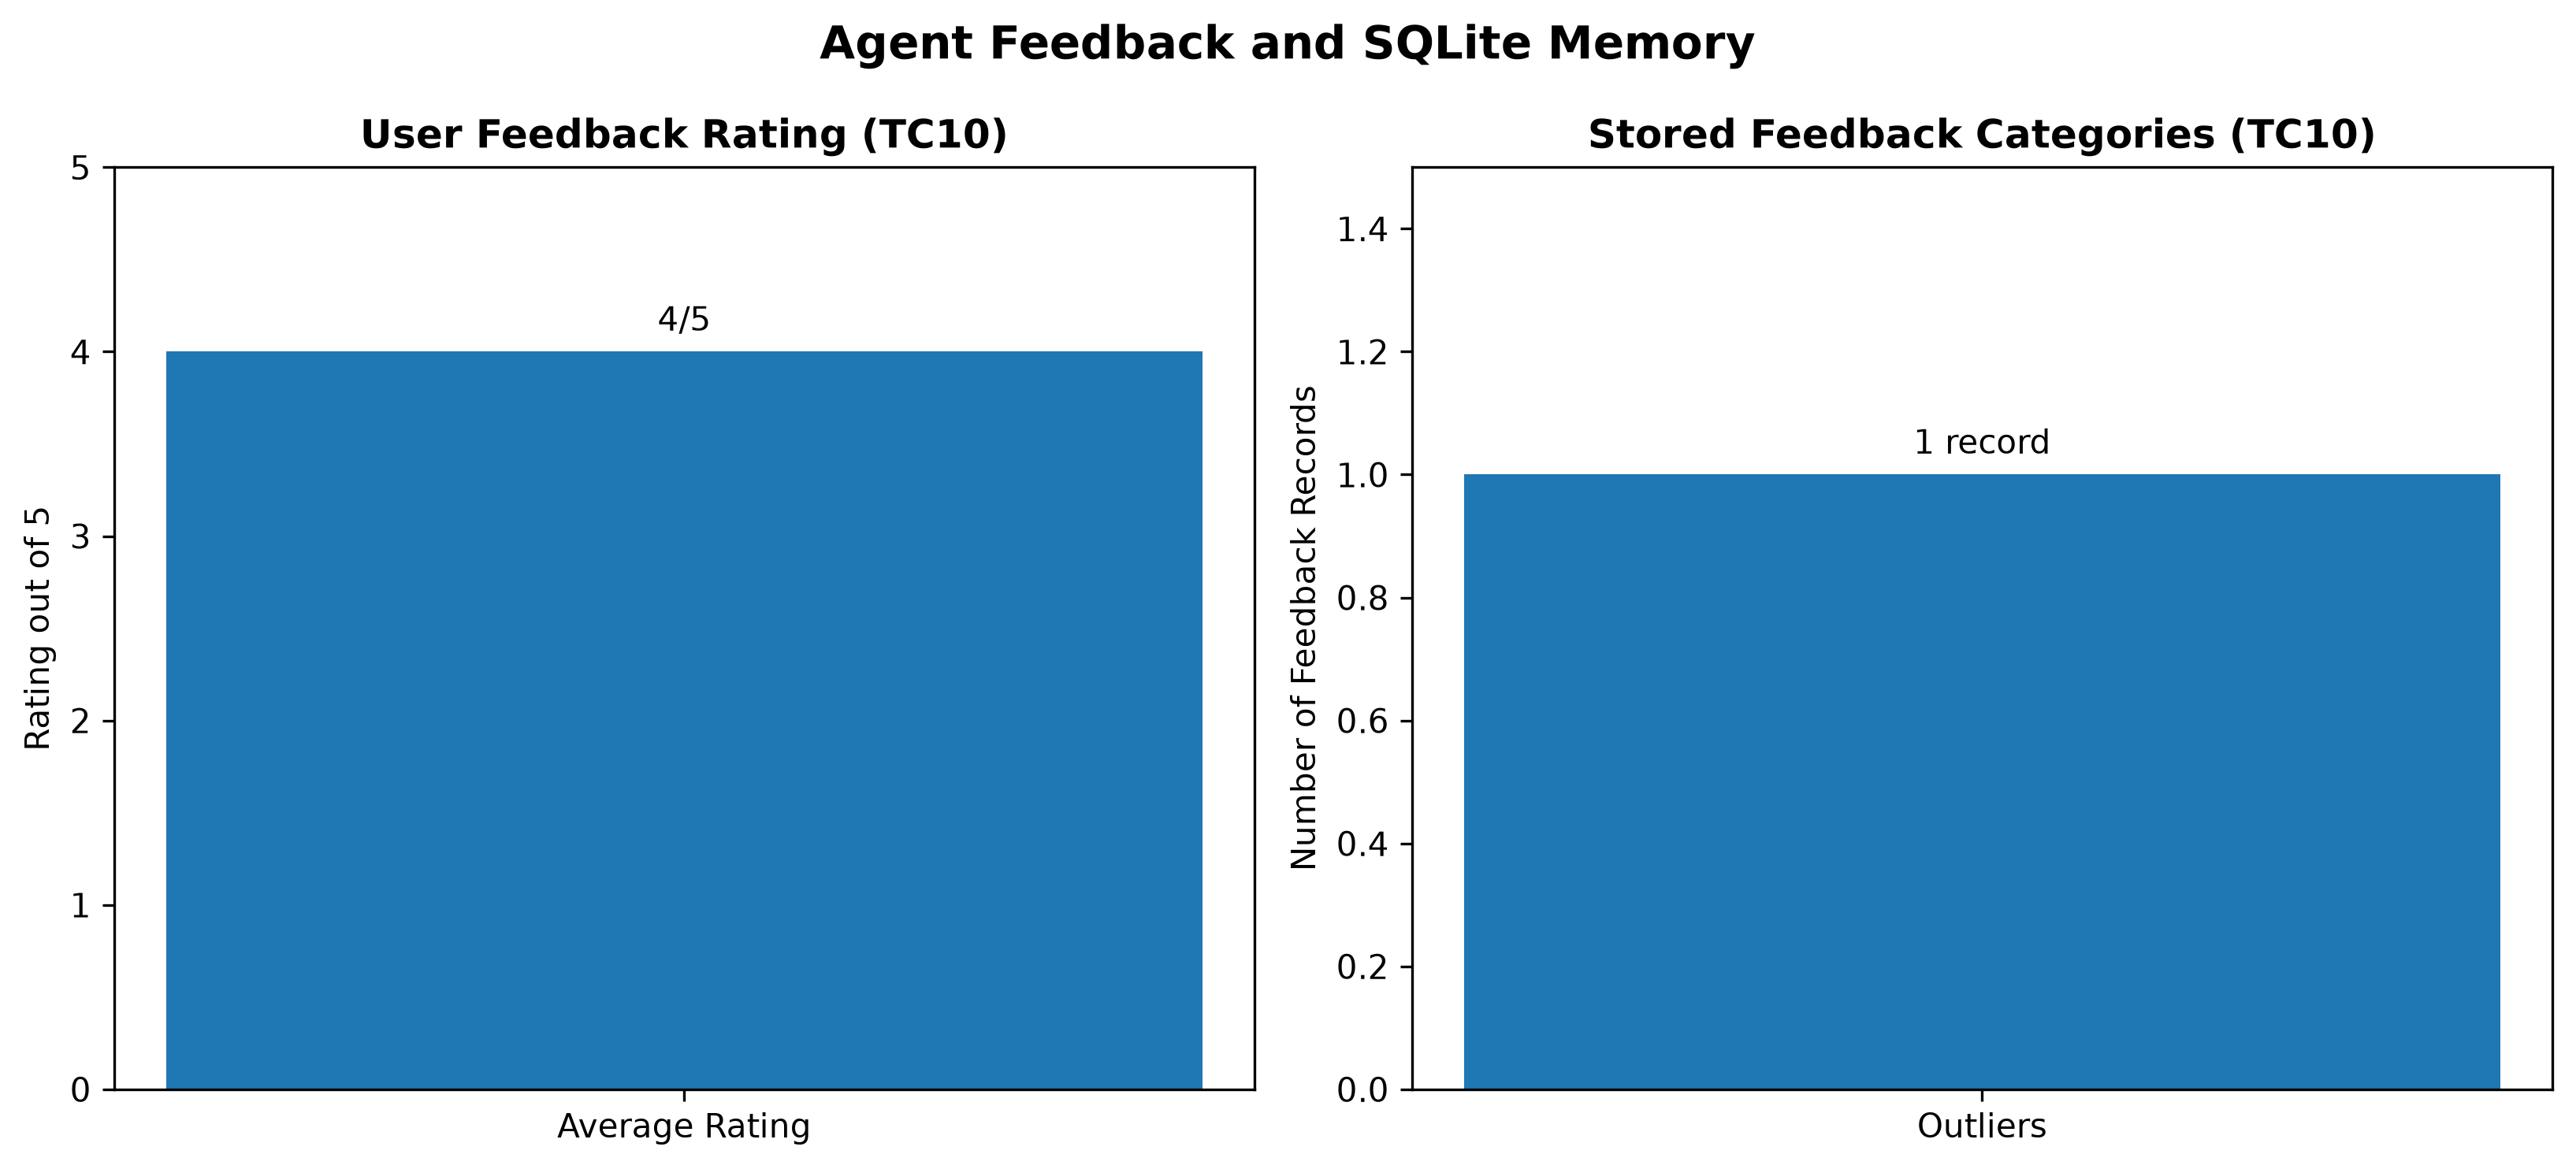 Agent Feedback and SQLite Memory
User Feedback Rating (TC10)
5
4
3
2
1
0
Rating out of 5
4/5
Average Rating
Stored Feedback Categories (TC10)
1.4
1.2
1.0
0.8
0.6
0.4
0.2
0.0
Number of Feedback Records
1 record
Outliers